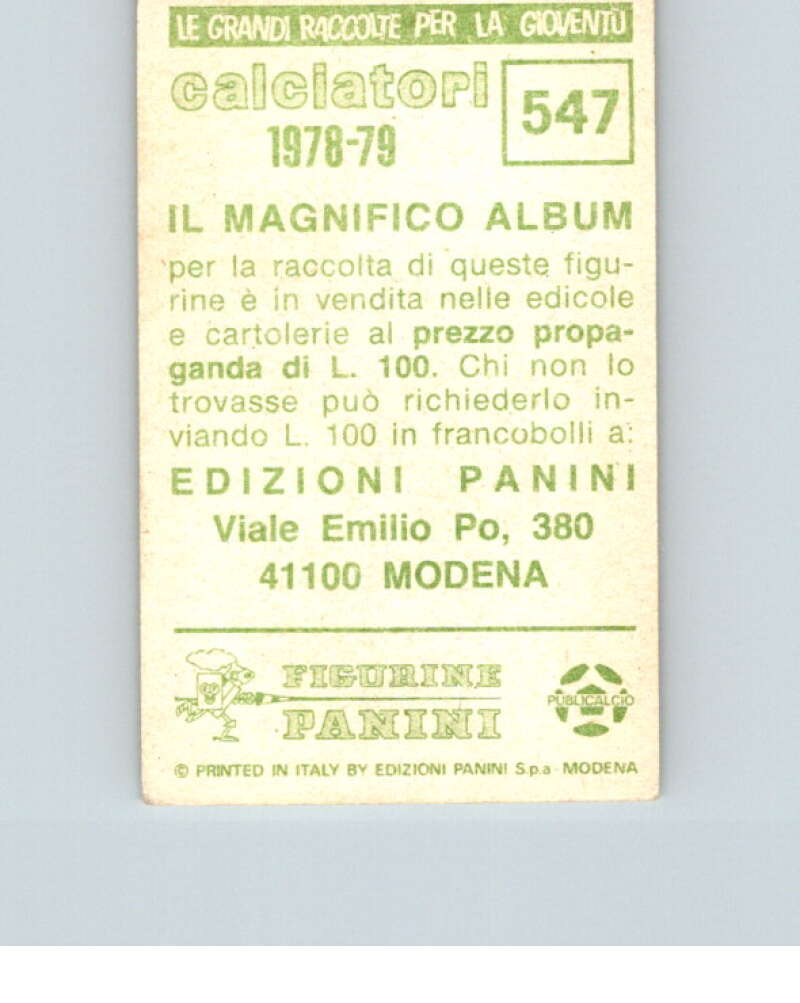 LE GRANDI RACCOLTE PER LA GIOVENTÙ
calciatori
1978-79
547
IL MAGNIFICO ALBUM
per la raccolta di queste figu-
rine è in vendita nelle edicole
e cartolerie al prezzo propa-
ganda di L. 100. Chi non lo
trovasse può richiederlo in-
viando L. 100 in francobolli a:
EDIZIONI PANINI
Viale Emilio Po, 380
41100 MODENA
FIGURINE
PANINI
PUBLICALCIO
© PRINTED IN ITALY BY EDIZIONI PANINI S.p.a - MODENA